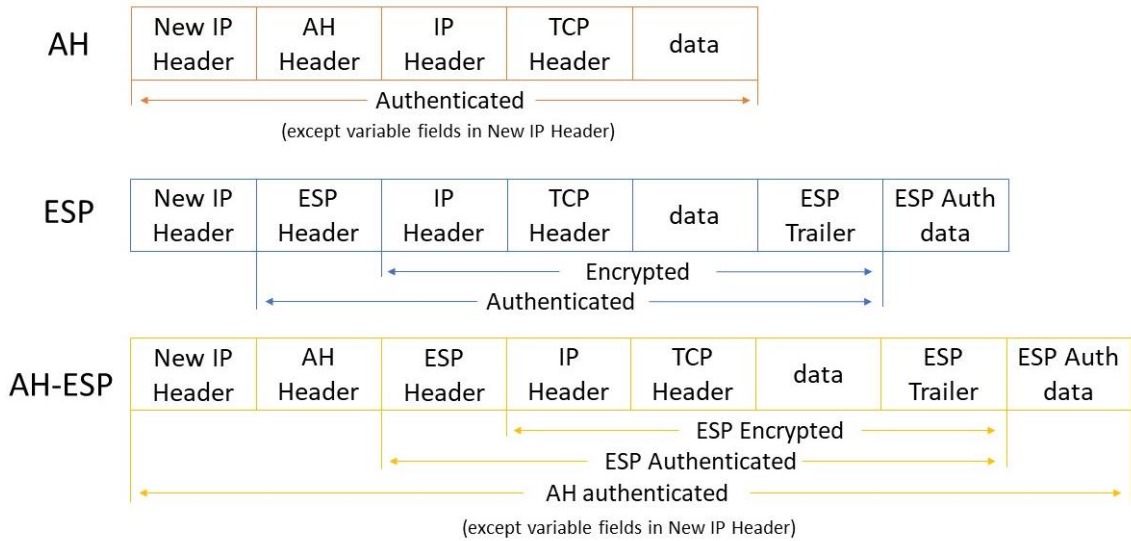 AH
New IP Header
AH Header
IP Header
TCP Header
data
Authenticated
(except variable fields in New IP Header)
ESP
New IP Header
ESP Header
IP Header
TCP Header
data
ESP Trailer
ESP Auth data
Encrypted
Authenticated
AH-ESP
New IP Header
AH Header
ESP Header
IP Header
TCP Header
data
ESP Trailer
ESP Auth data
ESP Encrypted
ESP Authenticated
AH authenticated
(except variable fields in New IP Header)